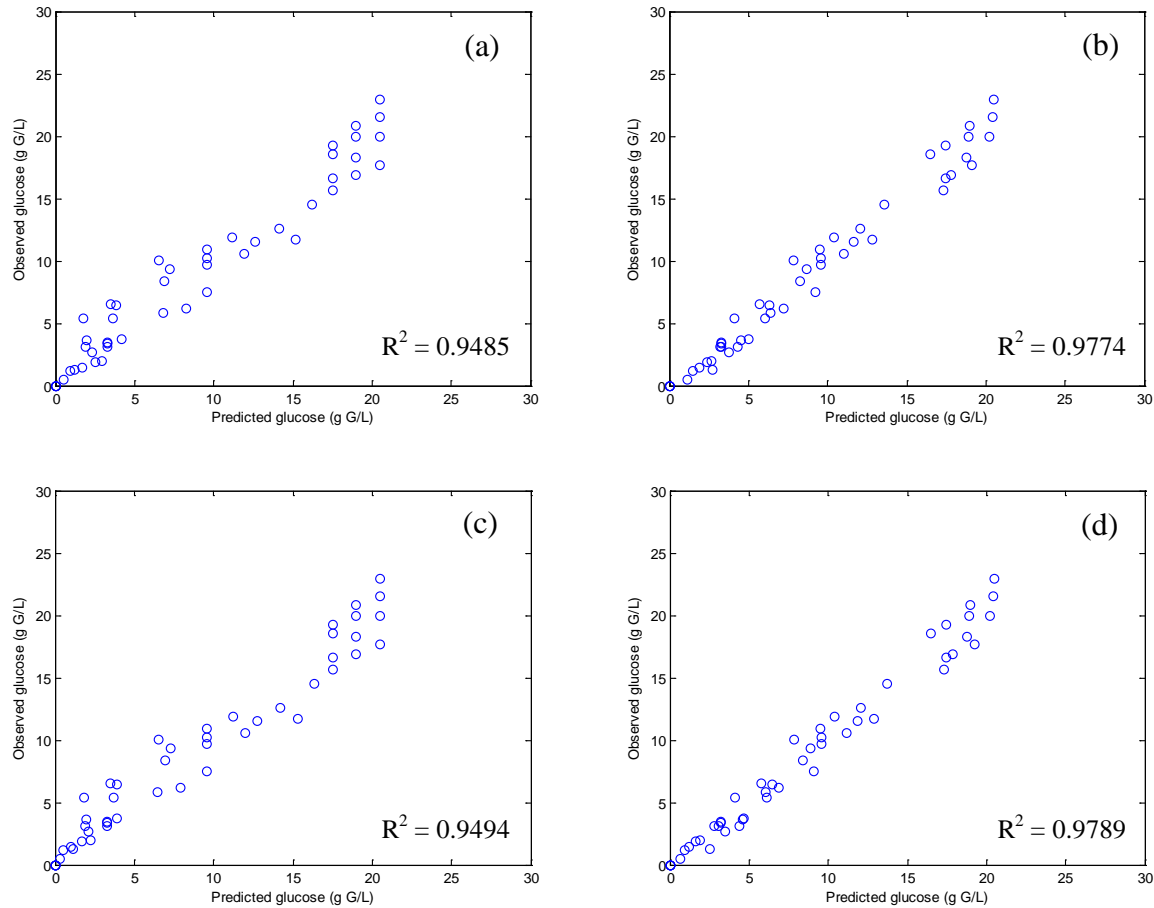 30
(a)
25
20
15
10
5
0
Observed glucose (g G/L)
R² = 0.9485
0 5 10 15 20 25 30
Predicted glucose (g G/L)
30
(b)
25
20
15
10
5
0
Observed glucose (g G/L)
R² = 0.9774
0 5 10 15 20 25 30
Predicted glucose (g G/L)
30
(c)
25
20
15
10
5
0
Observed glucose (g G/L)
R² = 0.9494
0 5 10 15 20 25 30
Predicted glucose (g G/L)
30
(d)
25
20
15
10
5
0
Observed glucose (g G/L)
R² = 0.9789
0 5 10 15 20 25 30
Predicted glucose (g G/L)